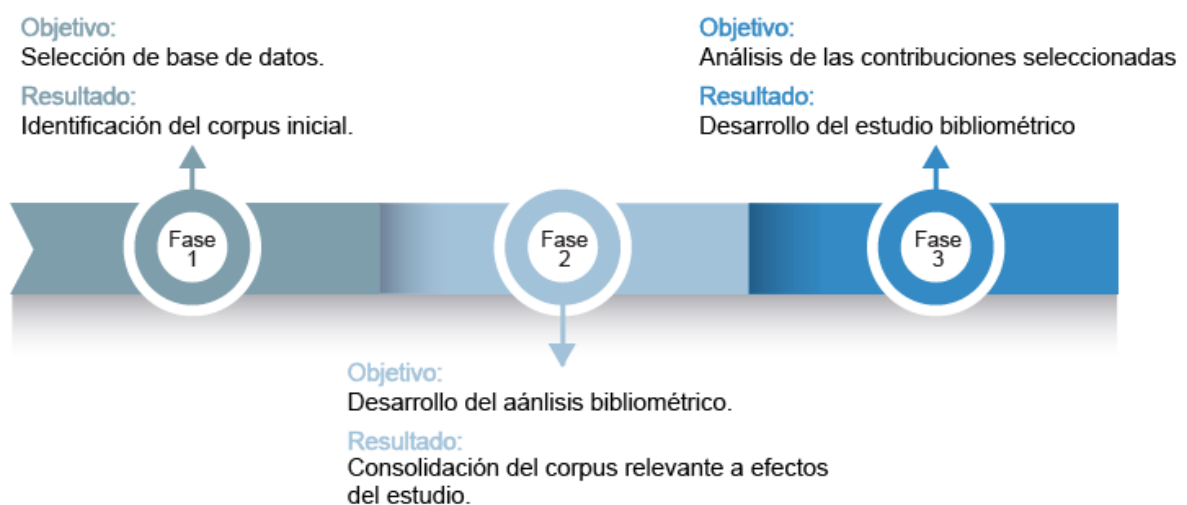 Objetivo:
Selección de base de datos.
Resultado:
Identificación del corpus inicial.
Objetivo:
Análisis de las contribuciones seleccionadas
Resultado:
Desarrollo del estudio bibliométrico
Fase
1
Fase
2
Fase
3
Objetivo:
Desarrollo del aánlisis bibliométrico.
Resultado:
Consolidación del corpus relevante a efectos
del estudio.